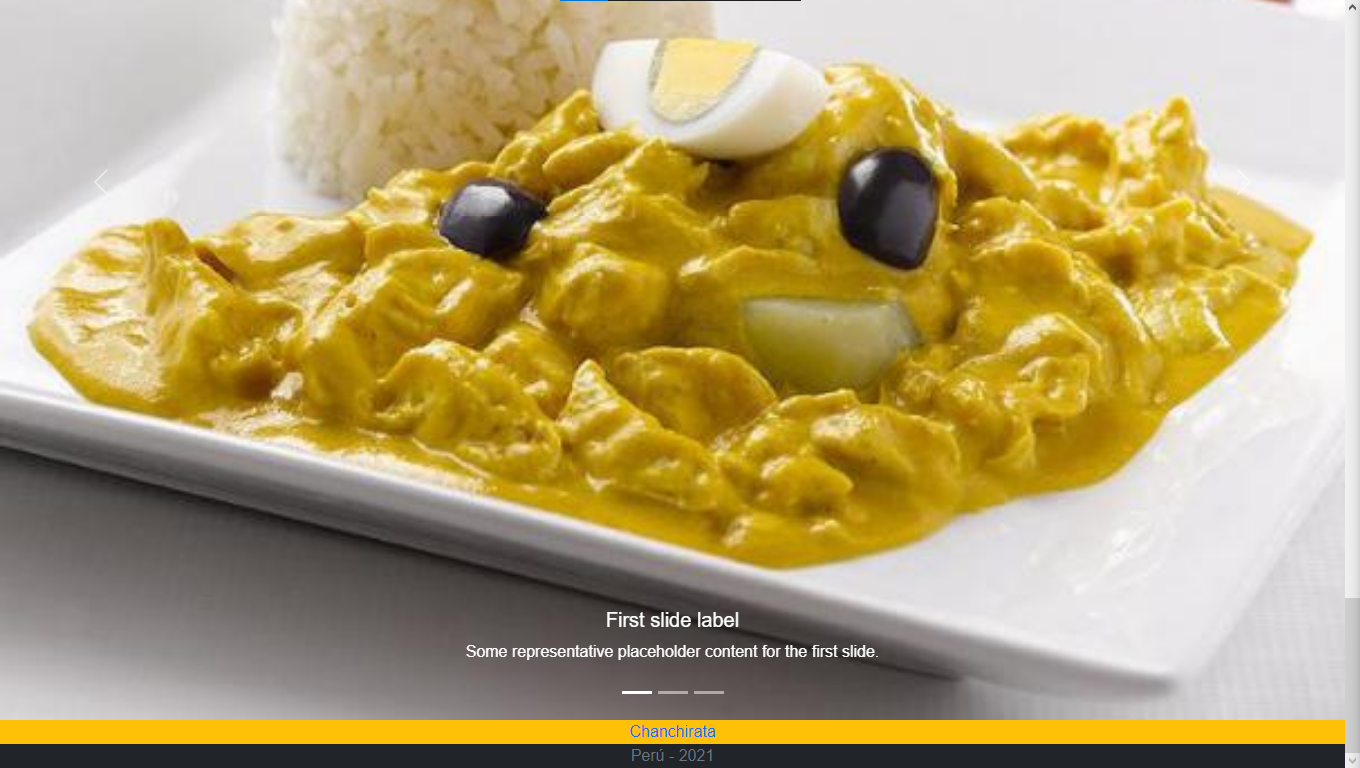 First slide label
Some representative placeholder content for the first slide.
Chanchirata
Perú - 2021